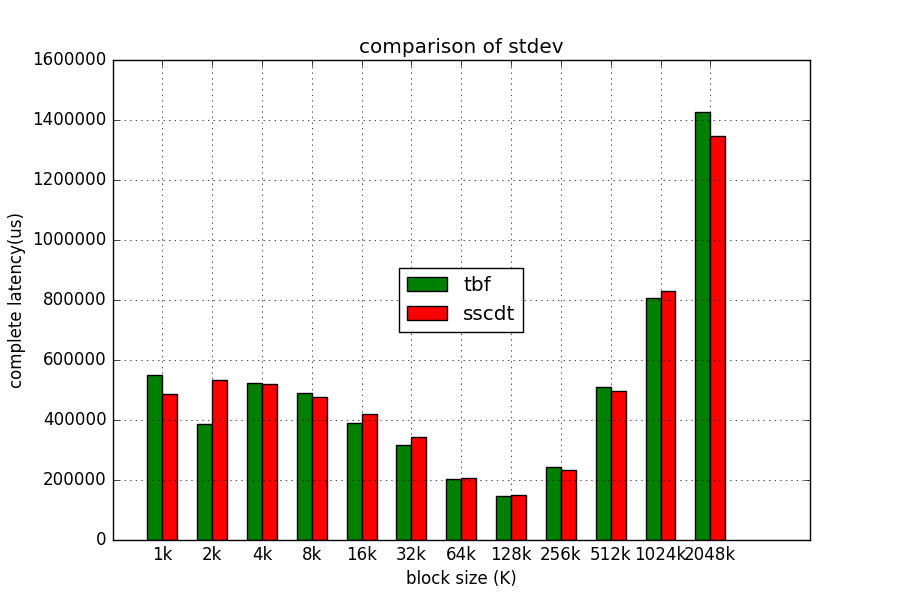 comparison of stdev
1600000
1400000
1200000
1000000
800000
600000
400000
200000
0
complete latency(us)
tbf
sscdt
1k 2k 4k 8k 16k 32k 64k 128k 256k 512k 1024k 2048k
block size (K)